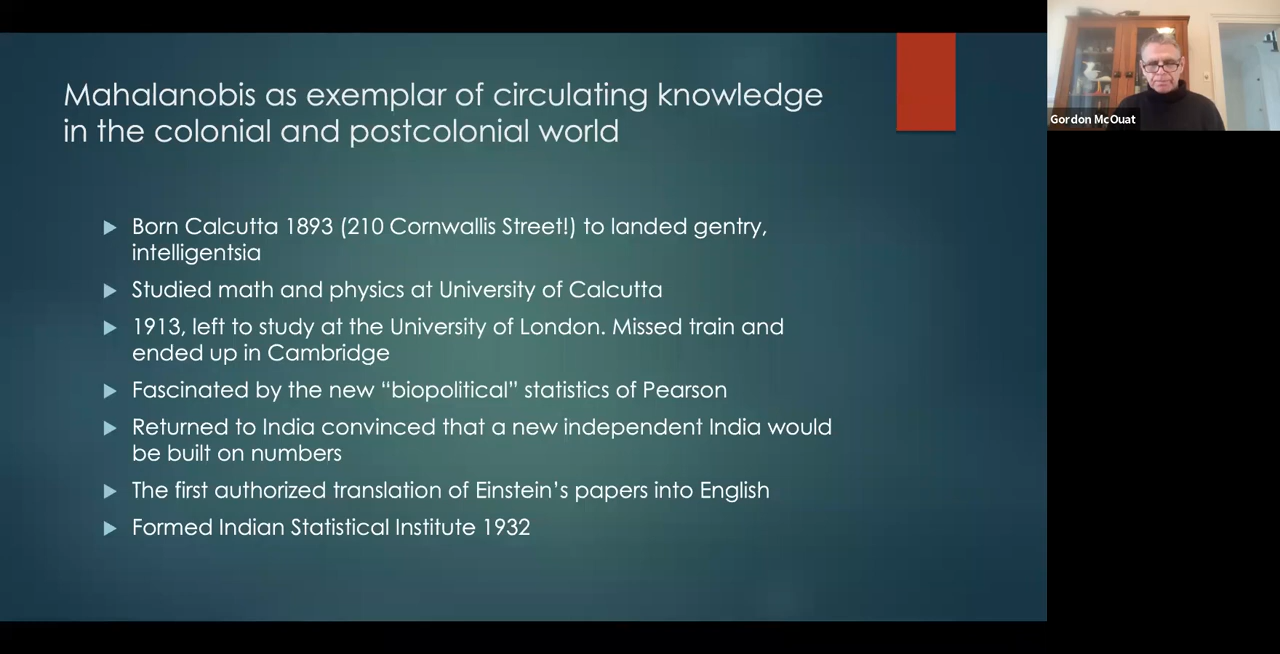 Mahalanobis as exemplar of circulating knowledge
in the colonial and postcolonial world
Born Calcutta 1893 (210 Cornwallis Street!) to landed gentry,
intelligentsia
Studied math and physics at University of Calcutta
1913, left to study at the University of London. Missed train and
ended up in Cambridge
Fascinated by the new “biopolitical” statistics of Pearson
Returned to India convinced that a new independent India would
be built on numbers
The first authorized translation of Einstein’s papers into English
Formed Indian Statistical Institute 1932
Gordon McOuat